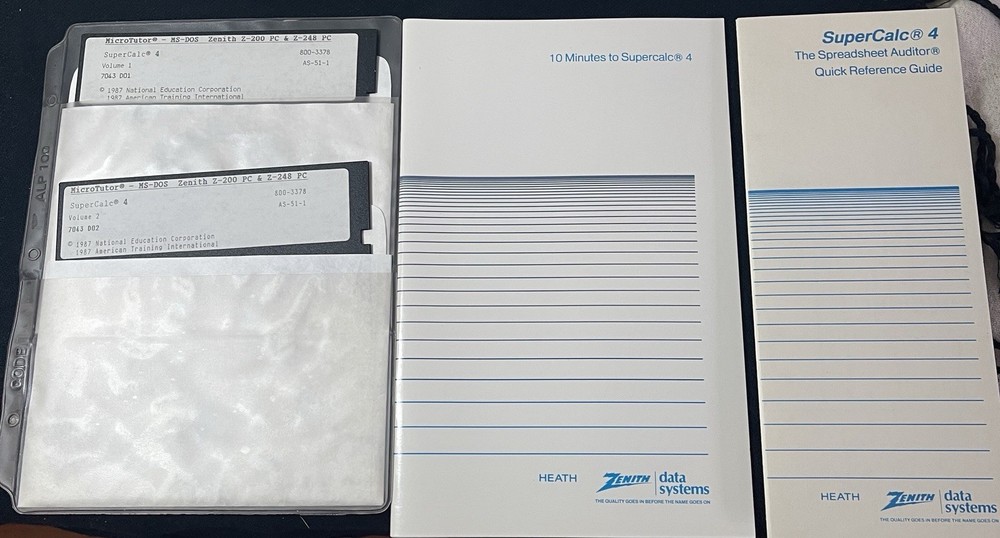 MicroTutor® - MS-DOS Zenith Z-200 PC & Z-248 PC
SuperCalc® 4
800-3378
Volume 1
AS-51-1
7043 D01
© 1987 National Education Corporation
1987 American Training International
MicroTutor® - MS-DOS Zenith Z-200 PC & Z-248 PC
SuperCalc® 4
800-3378
Volume 2
AS-51-1
7043 D02
© 1987 National Education Corporation
1987 American Training International
ALP 100
CODE
10 Minutes to Supercalc® 4
HEATH
ZENITH data systems
THE QUALITY GOES IN BEFORE THE NAME GOES ON
SuperCalc® 4
The Spreadsheet Auditor®
Quick Reference Guide
HEATH
ZENITH data systems
THE QUALITY GOES IN BEFORE THE NAME GOES ON